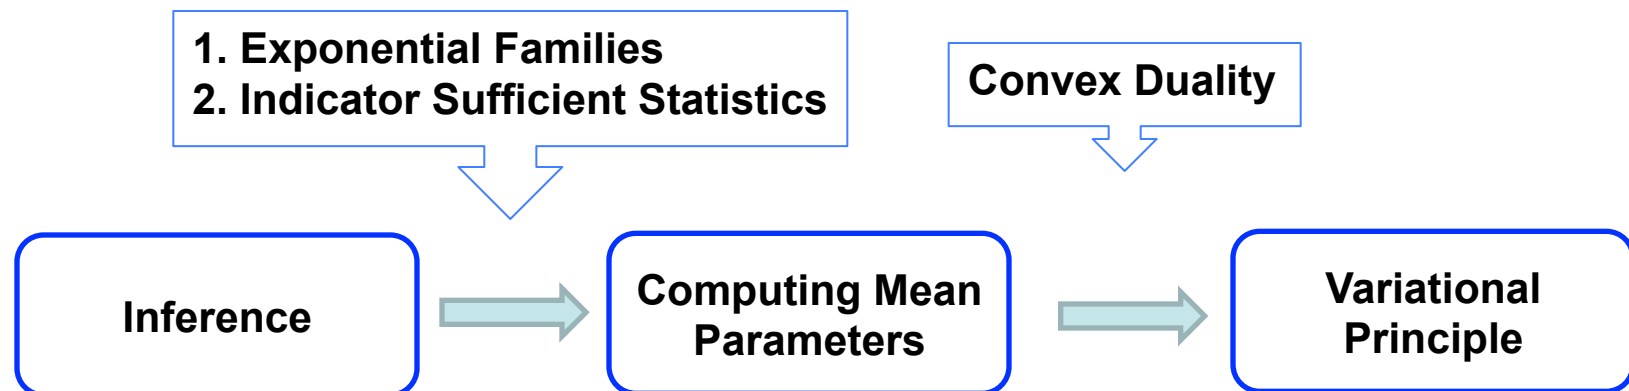 1. Exponential Families
2. Indicator Sufficient Statistics
Convex Duality
Inference
Computing Mean
Parameters
Variational
Principle